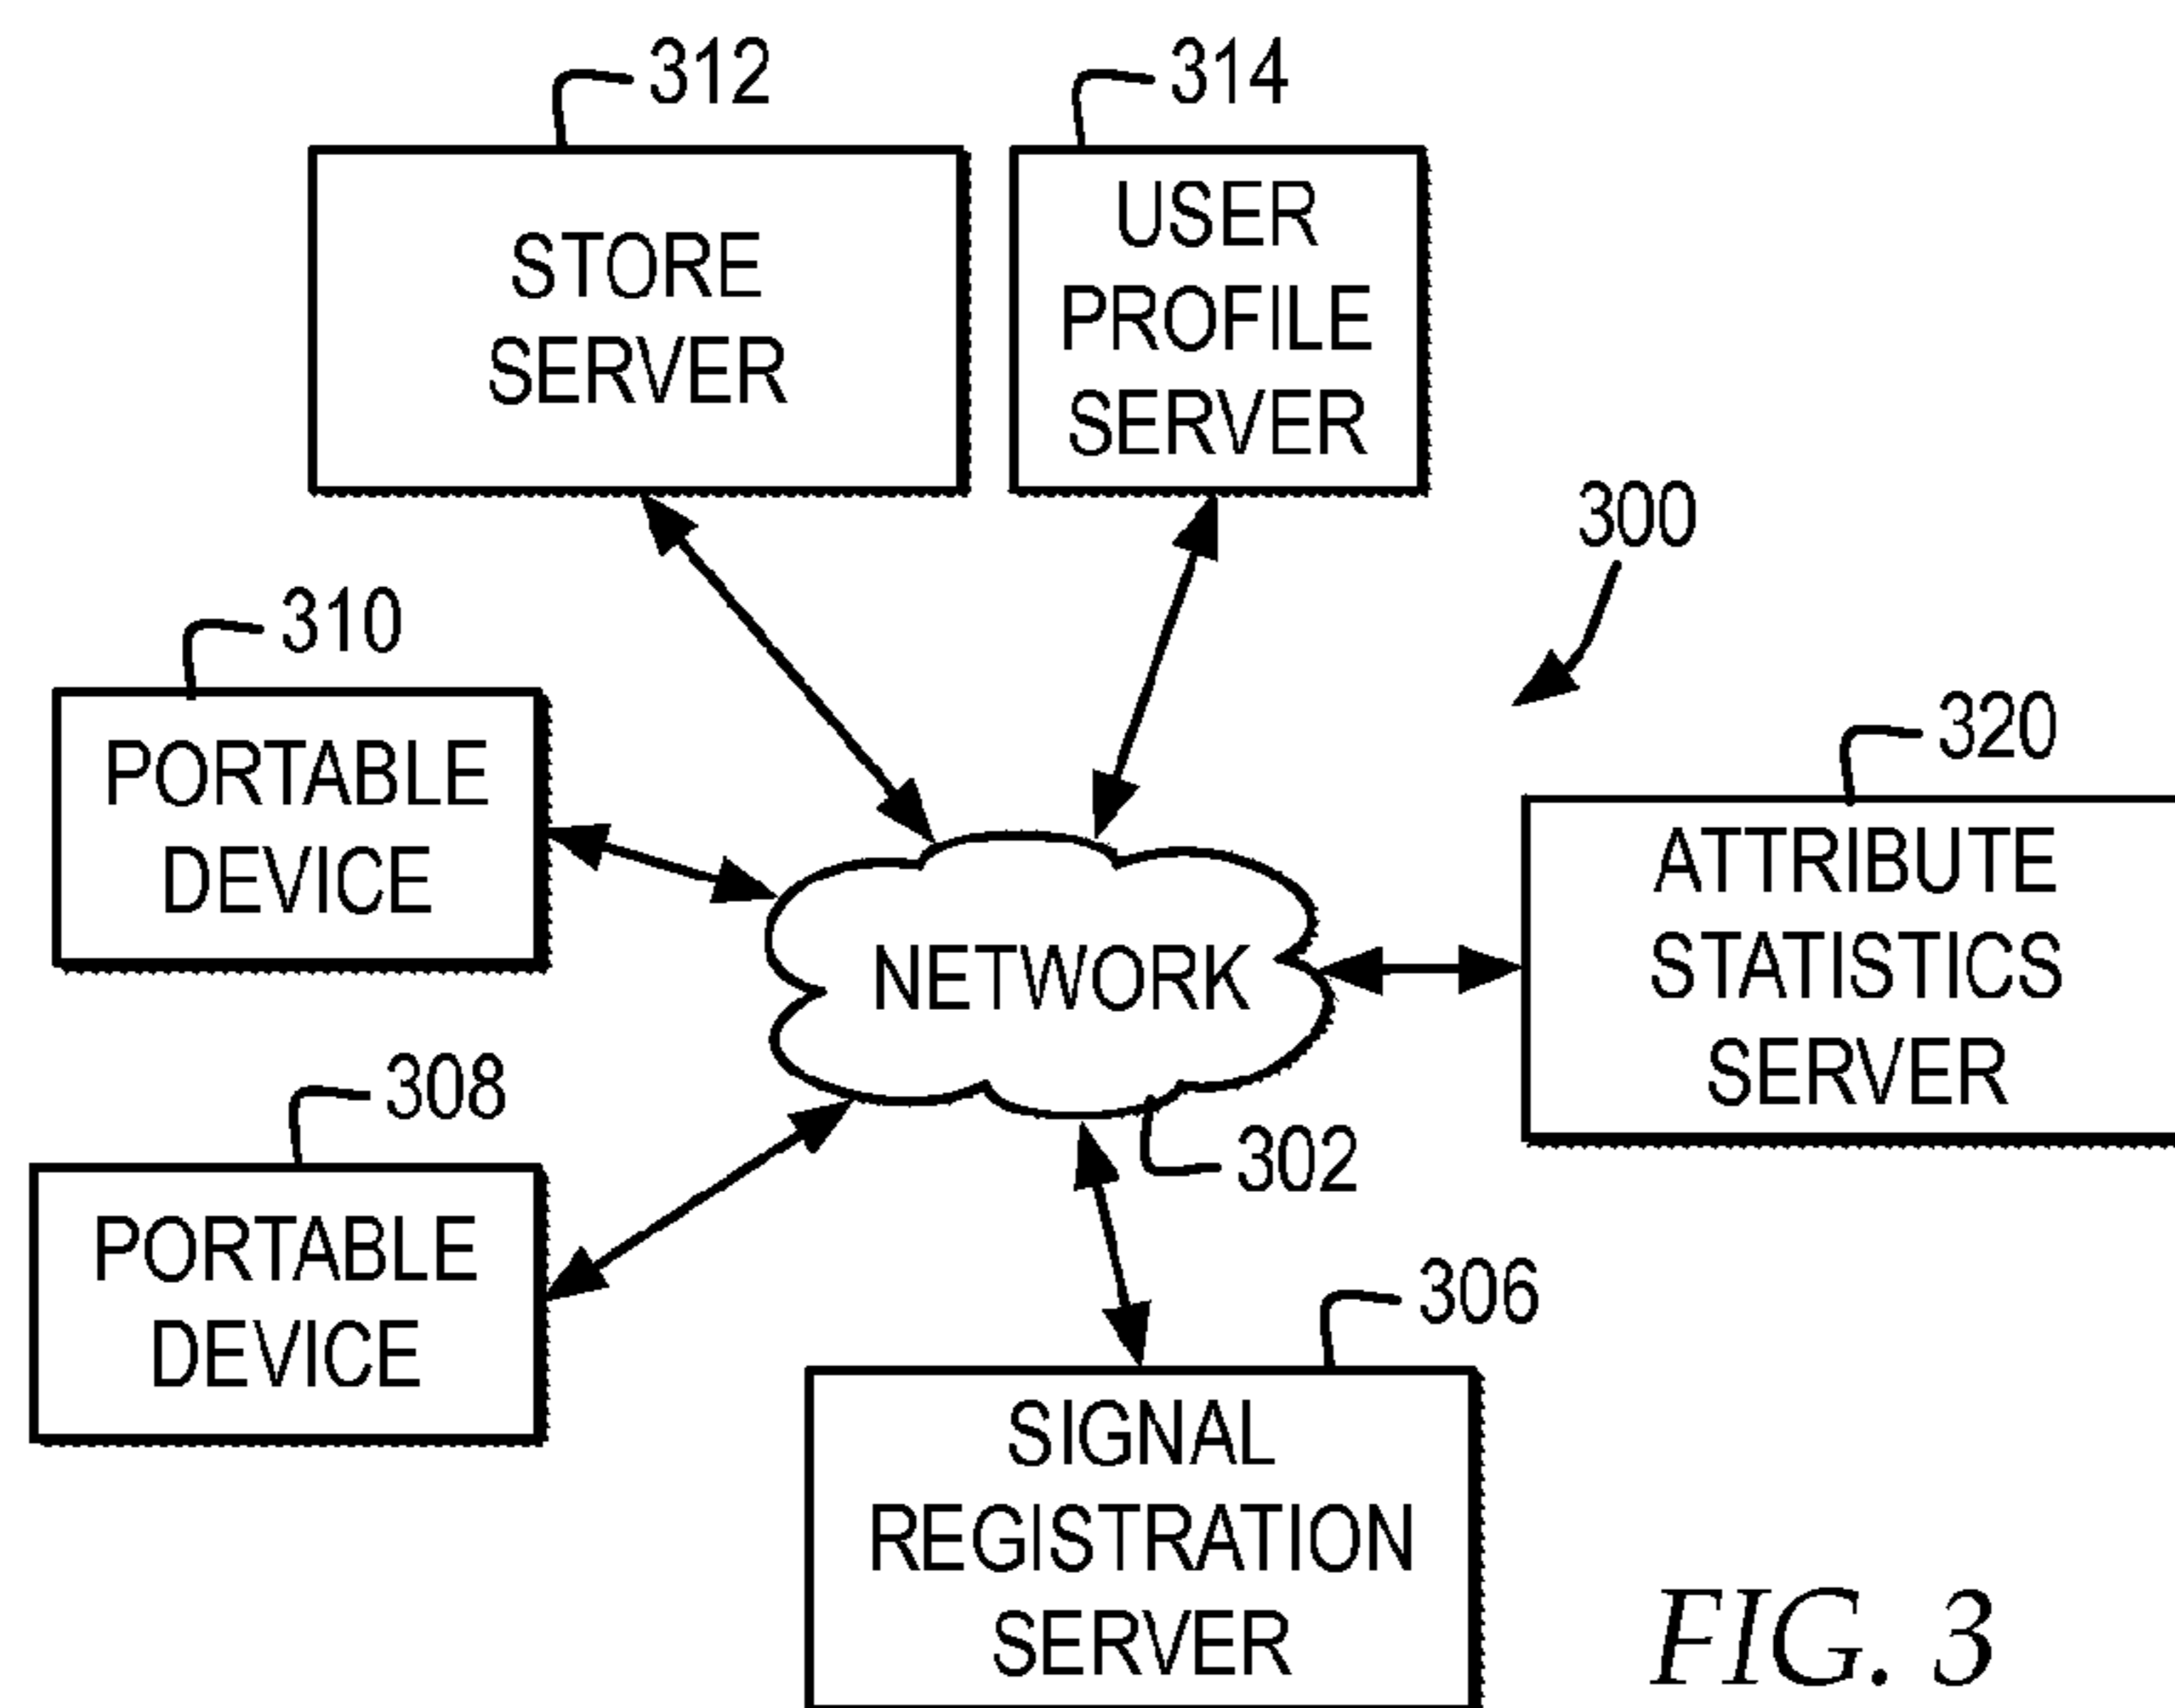 312
314
STORE
SERVER
USER
PROFILE
SERVER
300
310
PORTABLE
DEVICE
320
ATTRIBUTE
STATISTICS
SERVER
NETWORK
308
302
PORTABLE
DEVICE
306
SIGNAL
REGISTRATION
SERVER
FIG. 3